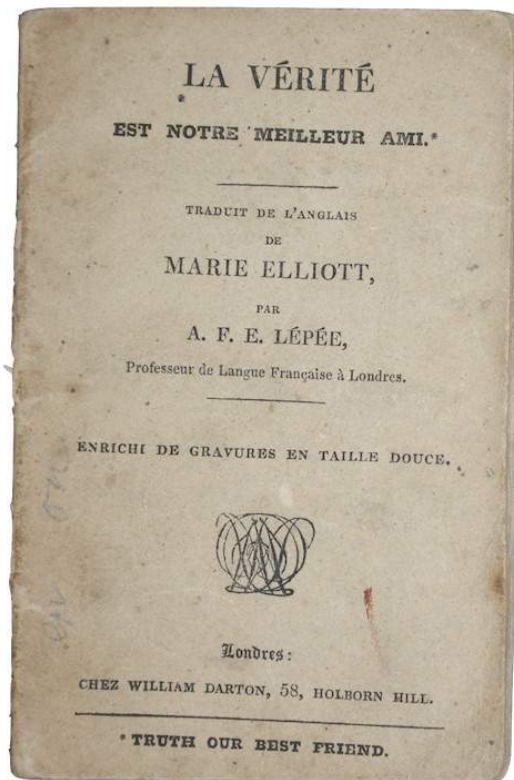 LA VÉRITÉ
EST NOTRE MEILLEUR AMI.*
TRADUIT DE L'ANGLAIS
DE
MARIE ELLIOTT,
PAR
A. F. E. LÉPÉE,
Professeur de Langue Française à Londres.
ENRICHI DE GRAVURES EN TAILLE DOUCE.
Londres:
CHEZ WILLIAM DARTON, 58, HOLBORN HILL.
* TRUTH OUR BEST FRIEND.